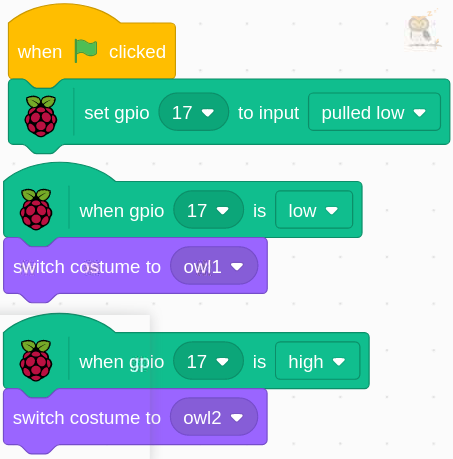 when clicked
set gpio 17 to input pulled low
when gpio 17 is low
switch costume to owl1
when gpio 17 is high
switch costume to owl2